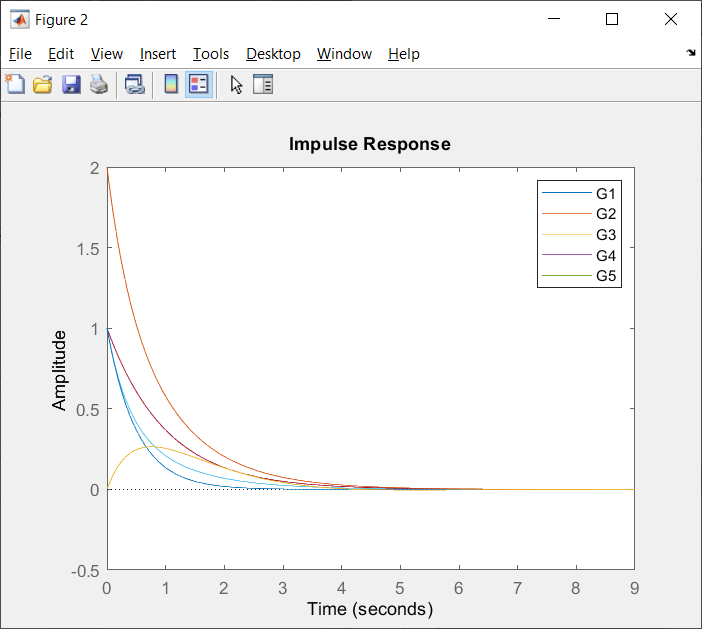 Figure 2
File Edit View Insert Tools Desktop Window Help
Impulse Response
2
1.5
1
0.5
0
-0.5
Amplitude
G1
G2
G3
G4
G5
0 1 2 3 4 5 6 7 8 9
Time (seconds)